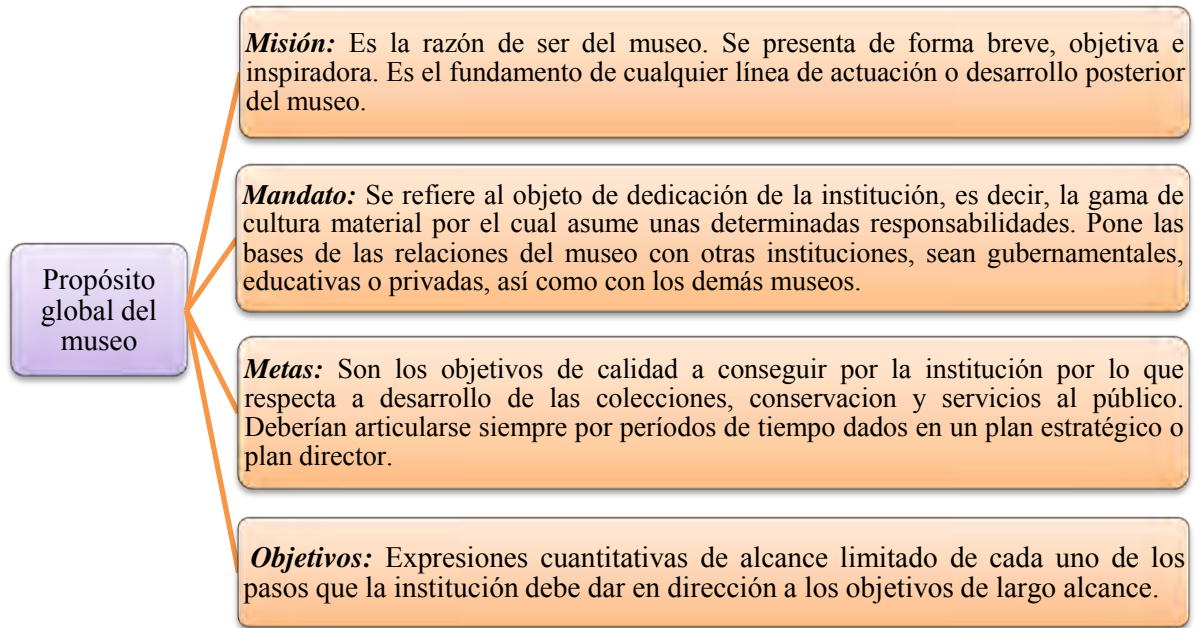 Misión: Es la razón de ser del museo. Se presenta de forma breve, objetiva e
inspiradora. Es el fundamento de cualquier línea de actuación o desarrollo posterior
del museo.
Mandato: Se refiere al objeto de dedicación de la institución, es decir, la gama de
cultura material por el cual asume unas determinadas responsabilidades. Pone las
bases de las relaciones del museo con otras instituciones, sean gubernamentales,
educativas o privadas, así como con los demás museos.
Propósito
global del
museo
Metas: Son los objetivos de calidad a conseguir por la institución por lo que
respecta a desarrollo de las colecciones, conservacion y servicios al público.
Deberían articularse siempre por períodos de tiempo dados en un plan estratégico o
plan director.
Objetivos: Expresiones cuantitativas de alcance limitado de cada uno de los
pasos que la institución debe dar en dirección a los objetivos de largo alcance.